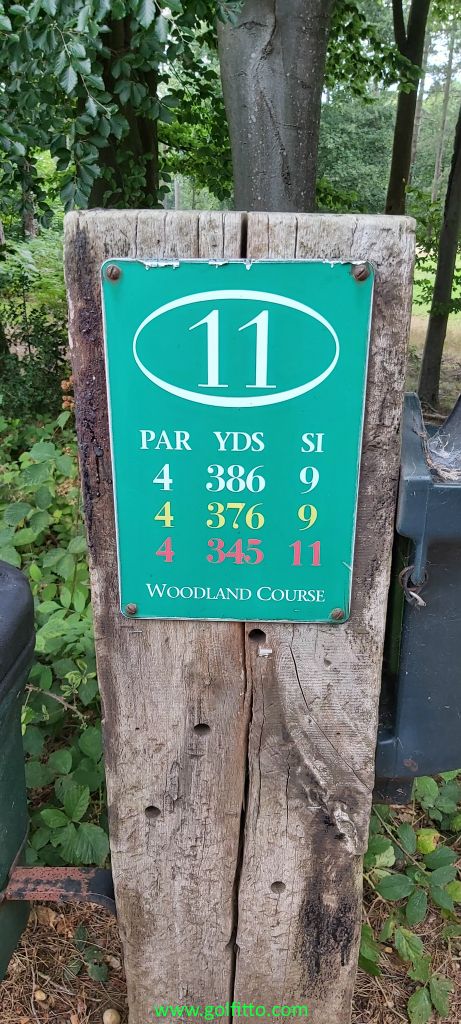 11
PAR YDS SI
4 386 9
4 376 9
4 345 11
WOODLAND COURSE
www.golfitto.com